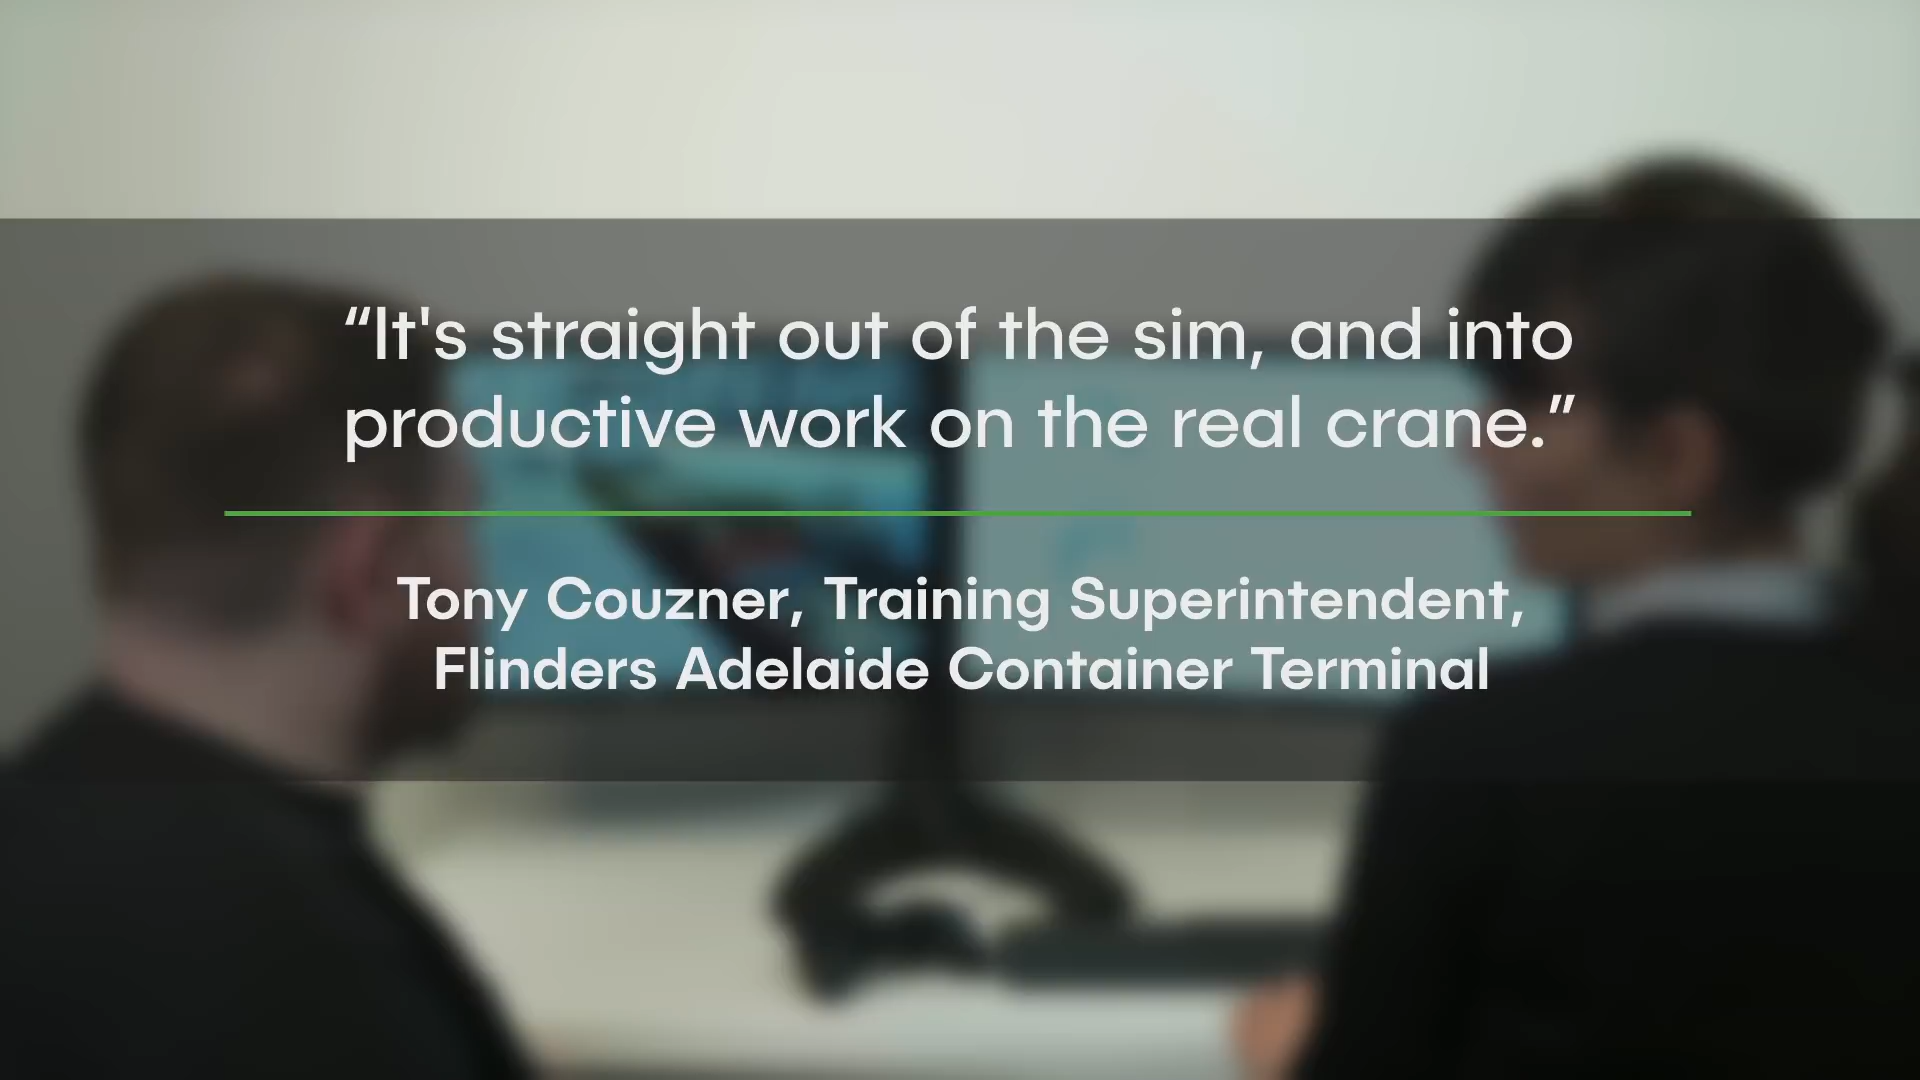 “It's straight out of the sim, and into
productive work on the real crane.”
Tony Couzner, Training Superintendent,
Flinders Adelaide Container Terminal